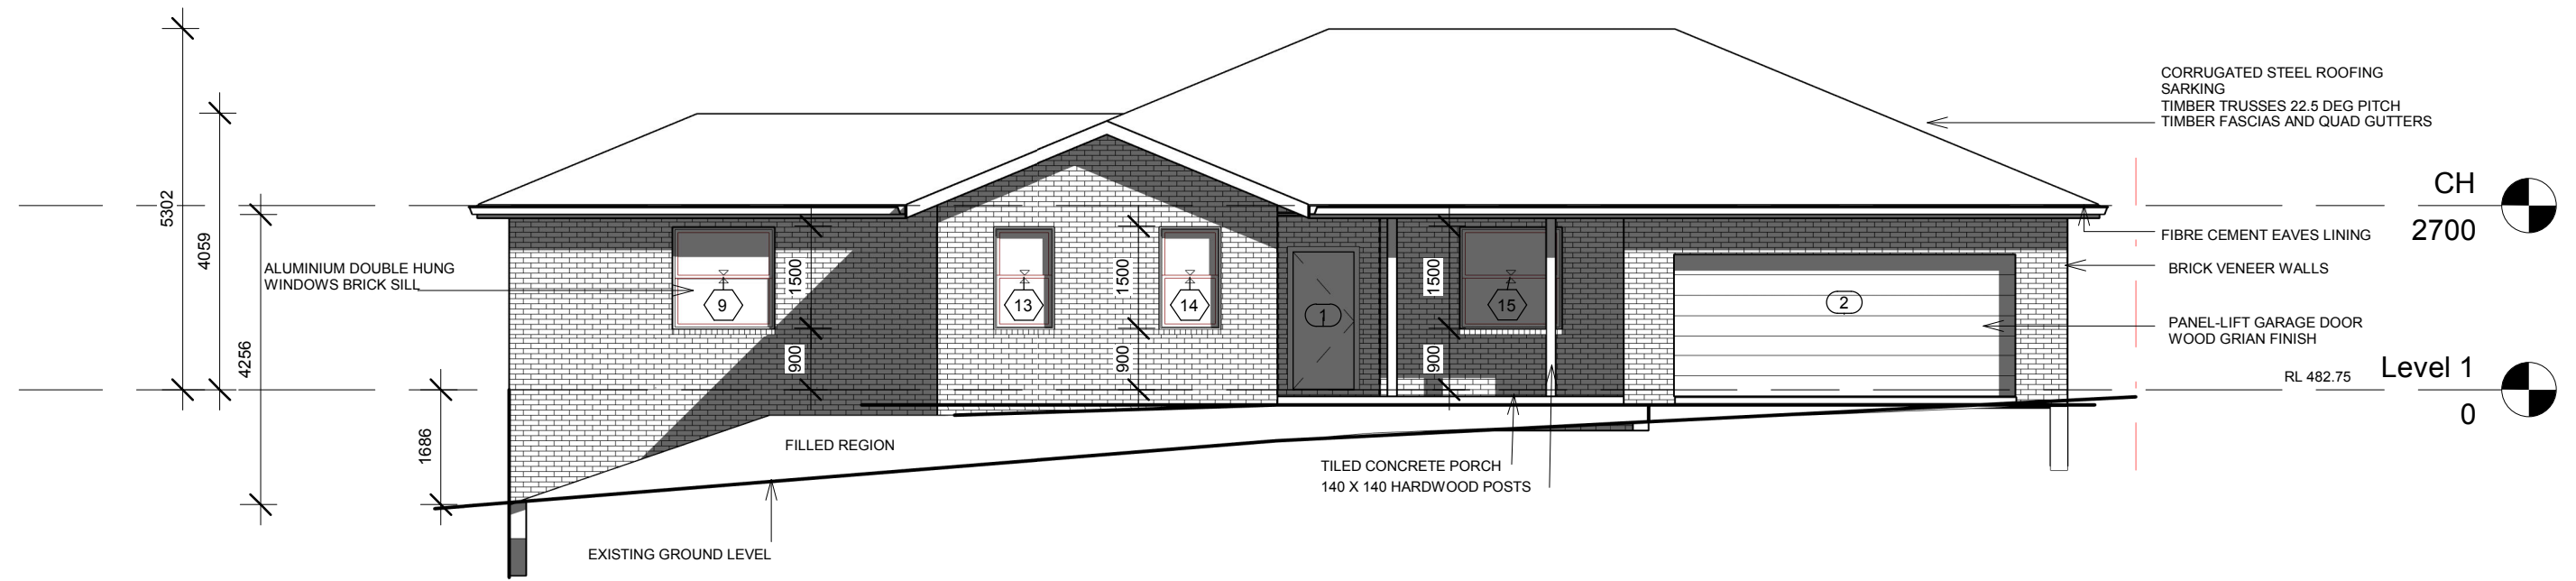 CORRUGATED STEEL ROOFING
SARKING
TIMBER TRUSSES 22.5 DEG PITCH
TIMBER FASCIAS AND QUAD GUTTERS
5302
4059
4256
1686
CH
2700
FIBRE CEMENT EAVES LINING
BRICK VENEER WALLS
ALUMINIUM DOUBLE HUNG
WINDOWS BRICK SILL
9
1500
900
13
1500
900
14
1
1500
900
15
2
PANEL-LIFT GARAGE DOOR
WOOD GRIAN FINISH
RL 482.75
Level 1
0
FILLED REGION
TILED CONCRETE PORCH
140 X 140 HARDWOOD POSTS
EXISTING GROUND LEVEL